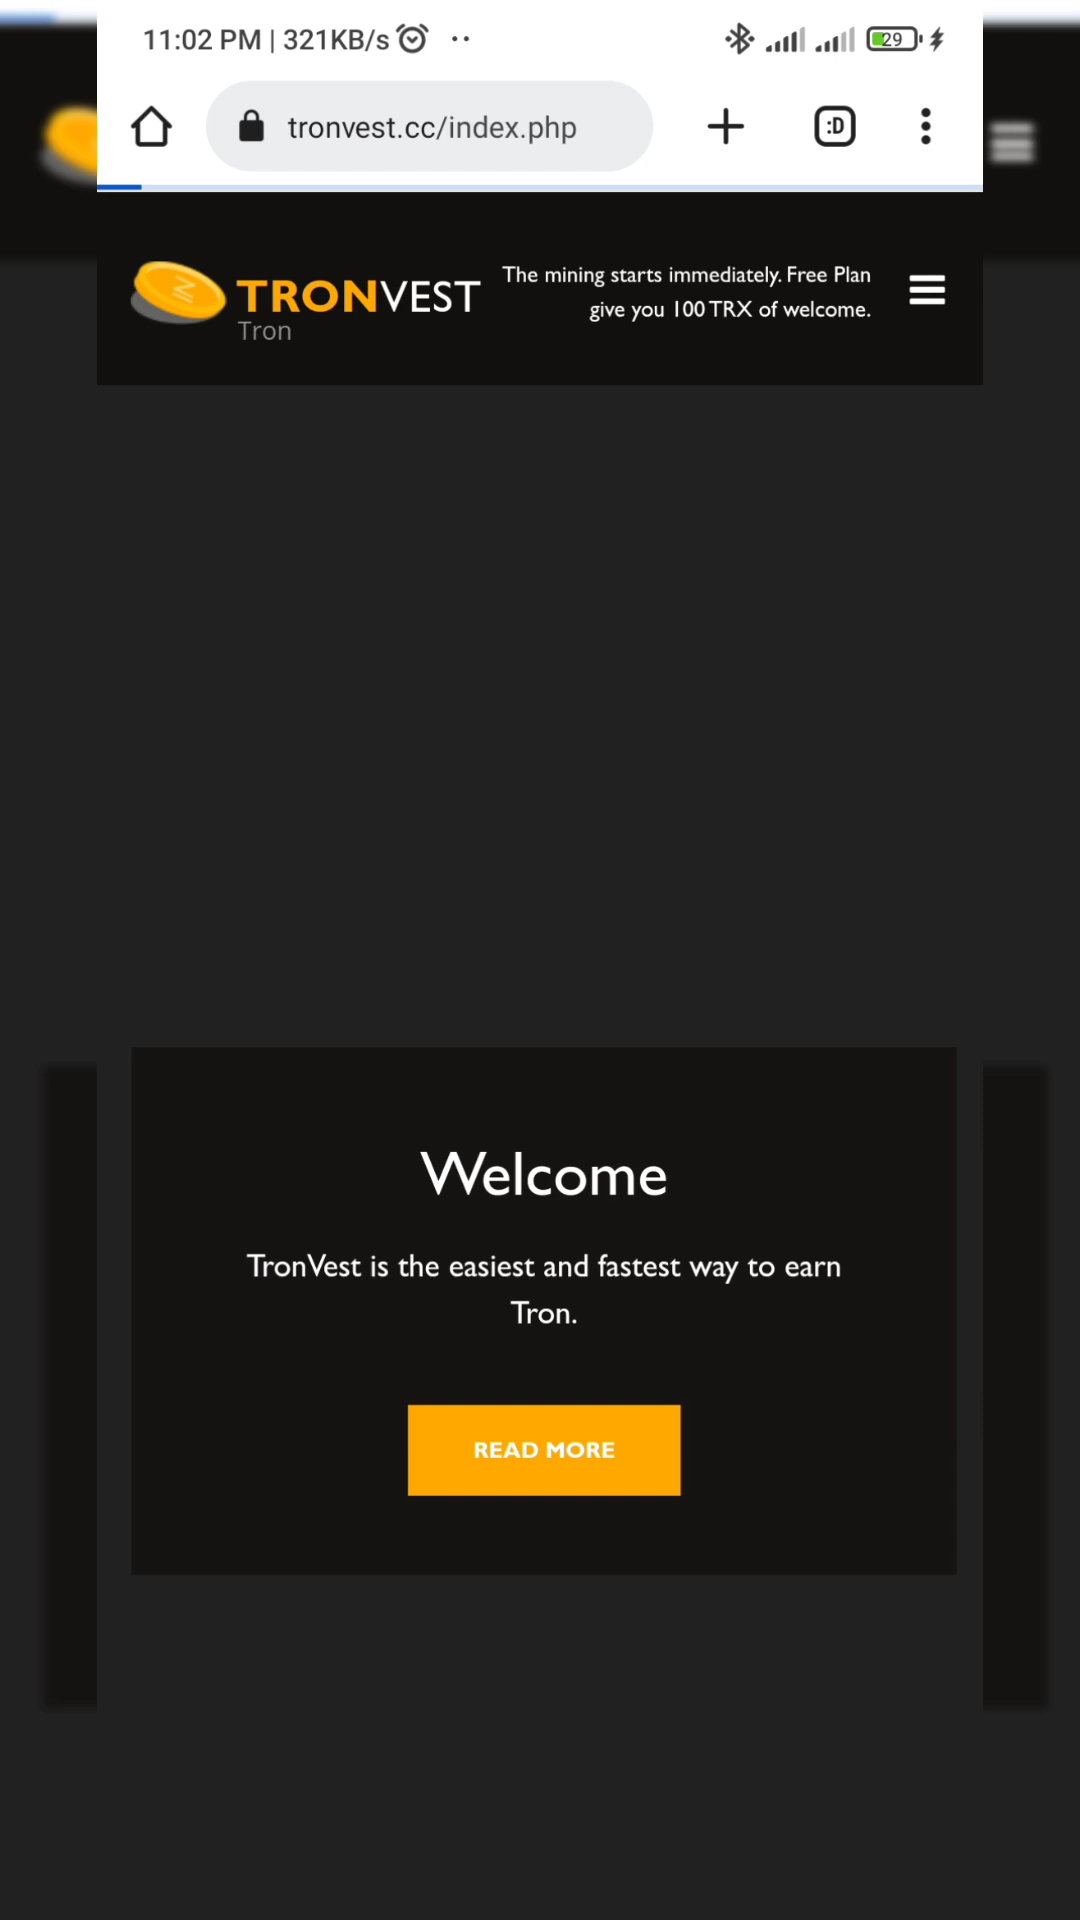 11:02 PM | 321KB/s
29
tronvest.cc/index.php
:D
TRONVEST
Tron
The mining starts immediately. Free Plan
give you 100 TRX of welcome.
Welcome
TronVest is the easiest and fastest way to earn
Tron.
READ MORE